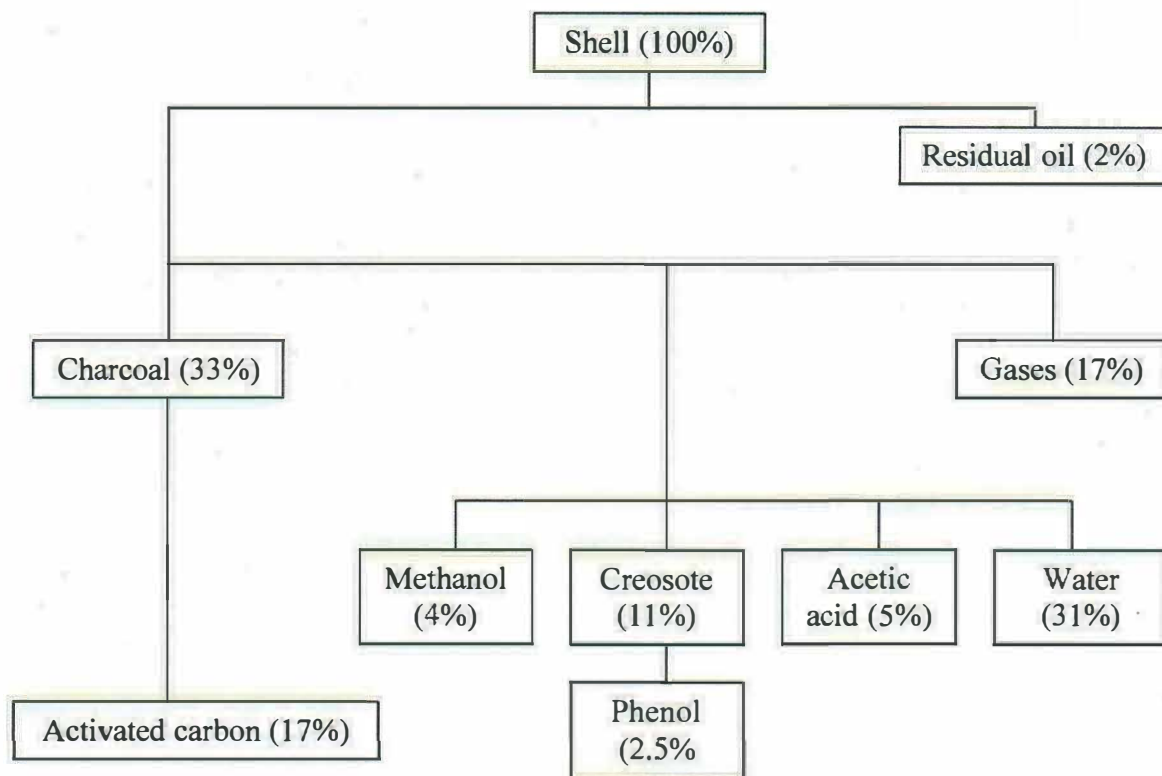 Shell (100%)
Residual oil (2%)
Charcoal (33%)
Gases (17%)
Methanol
(4%)
Creosote
(11%)
Acetic
acid (5%)
Water
(31%)
Activated carbon (17%)
Phenol
(2.5%